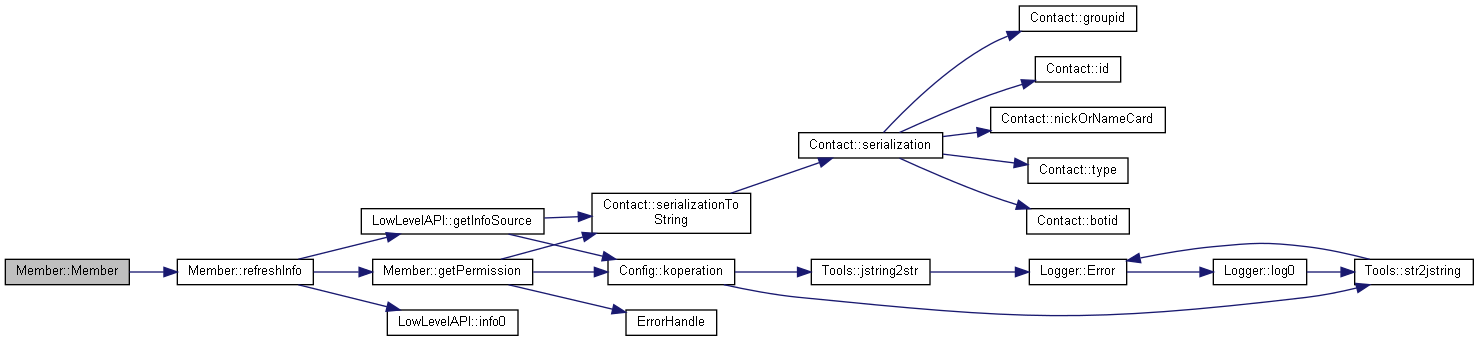 Contact::groupid
Contact::id
Contact::nickOrNameCard
Contact::serialization
Contact::type
Contact::serializationTo
String
LowLevelAPI::getInfoSource
Contact::botid
Member::Member
Member::refreshInfo
Member::getPermission
Config::koperation
Tools::jstring2str
Logger::Error
Logger::log0
Tools::str2jstring
LowLevelAPI::info0
ErrorHandle